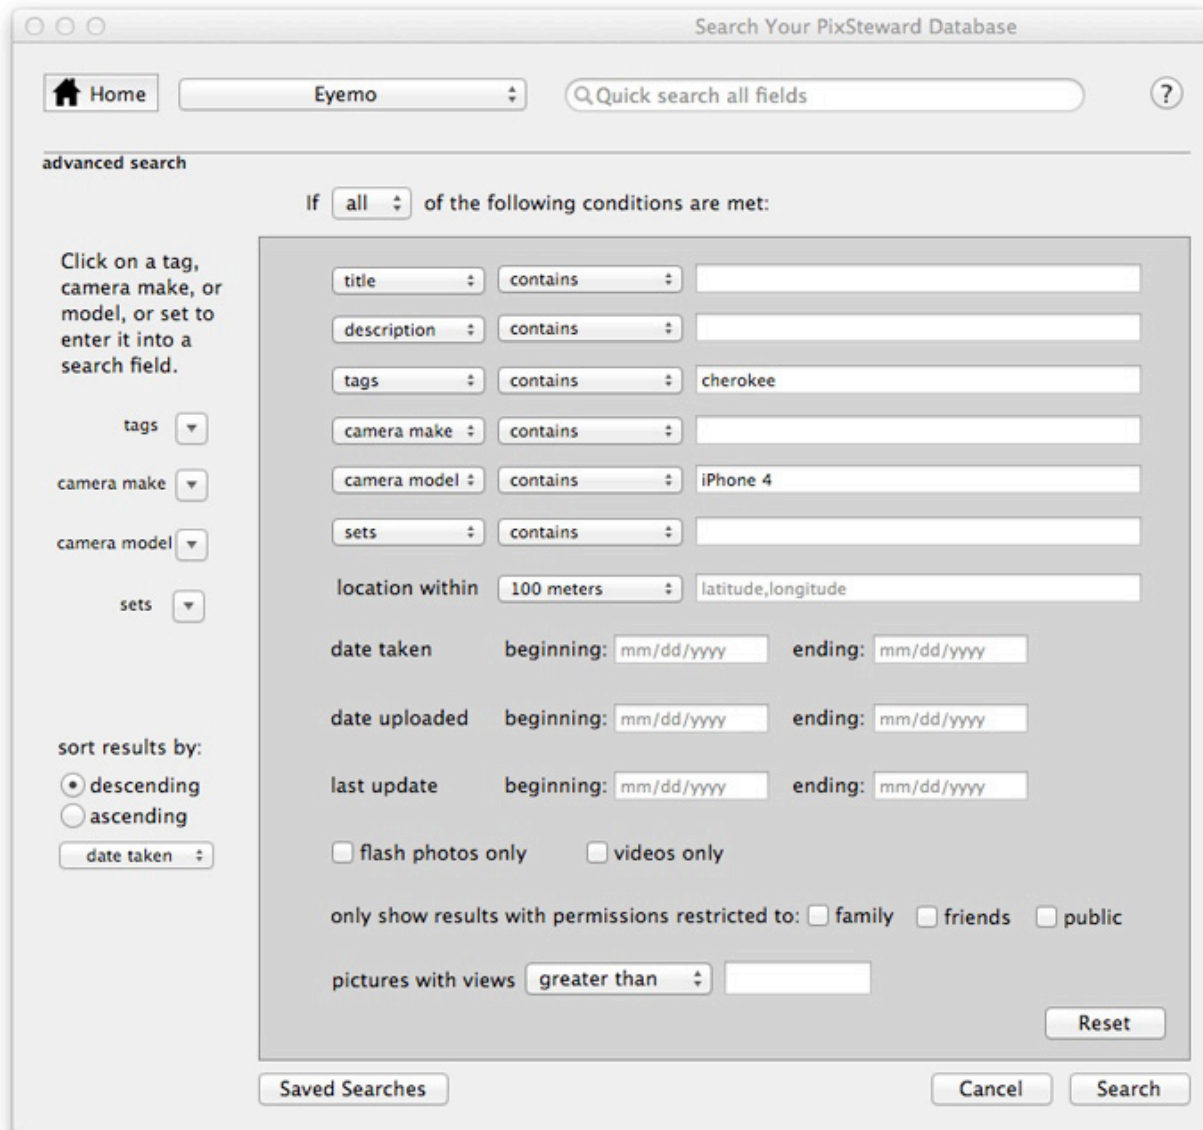 Search Your PixSteward Database
Home Eyemo Quick search all fields ?
advanced search
If all of the following conditions are met:
Click on a tag,
camera make, or
model, or set to
enter it into a
search field.
tags
camera make
camera model
sets
title contains
description contains
tags contains cherokee
camera make contains
camera model contains iPhone 4
sets contains
location within 100 meters latitude,longitude
date taken beginning: mm/dd/yyyy ending: mm/dd/yyyy
date uploaded beginning: mm/dd/yyyy ending: mm/dd/yyyy
last update beginning: mm/dd/yyyy ending: mm/dd/yyyy
sort results by:
descending
ascending
date taken
flash photos only videos only
only show results with permissions restricted to: family friends public
pictures with views greater than
Reset
Saved Searches Cancel Search